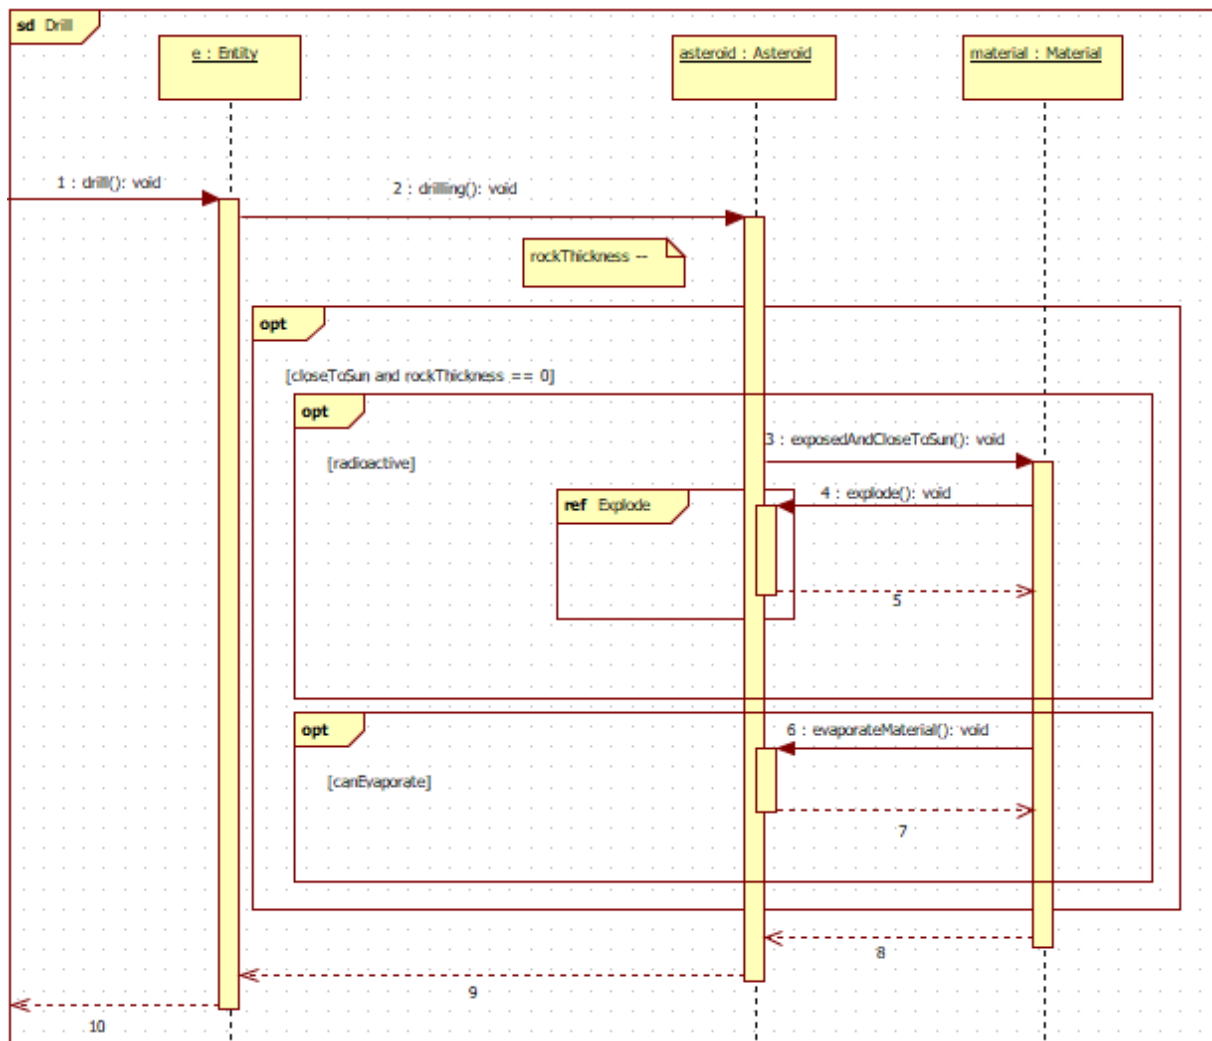 sd Drill
e : Entity
asteroid : Asteroid
material : Material
1 : drill(): void
2 : drilling(): void
rockThickness --
opt
[closeToSun and rockThickness == 0]
opt
3 : exposedAndCloseToSun(): void
[radioactive]
4 : explode(): void
ref Explode
5
opt
6 : evaporateMaterial(): void
[canEvaporate]
7
8
9
10